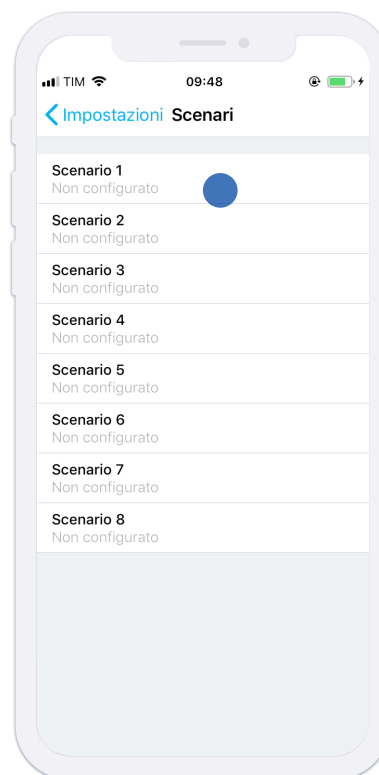 TIM 09:48
Impostazioni Scenari
Scenario 1
Non configurato
Scenario 2
Non configurato
Scenario 3
Non configurato
Scenario 4
Non configurato
Scenario 5
Non configurato
Scenario 6
Non configurato
Scenario 7
Non configurato
Scenario 8
Non configurato